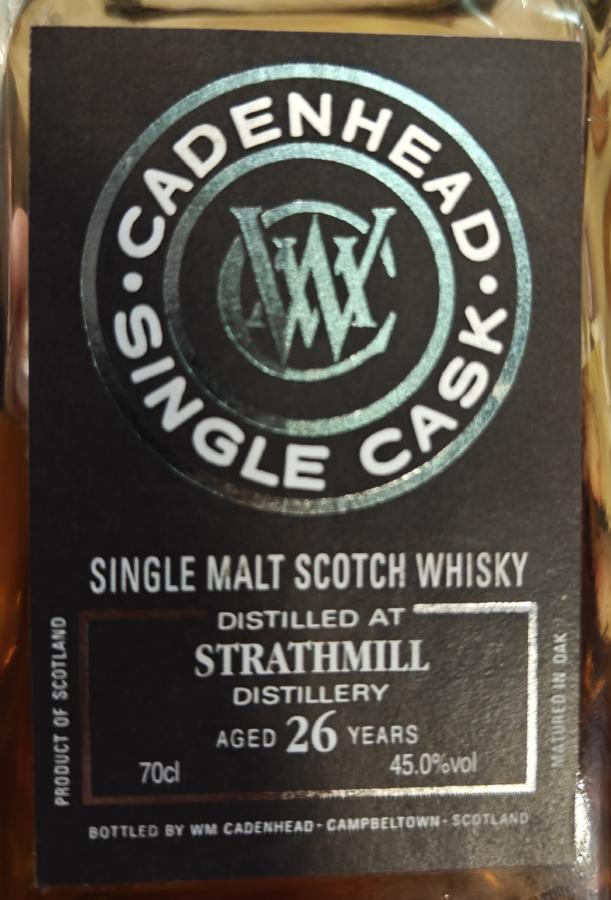 CADENHEAD
· SINGLE CASK ·
WC
SINGLE MALT SCOTCH WHISKY
DISTILLED AT
STRATHMILL
DISTILLERY
AGED 26 YEARS
70cl 45.0%vol
PRODUCT OF SCOTLAND
MATURED IN OAK
BOTTLED BY WM CADENHEAD - CAMPBELTOWN - SCOTLAND